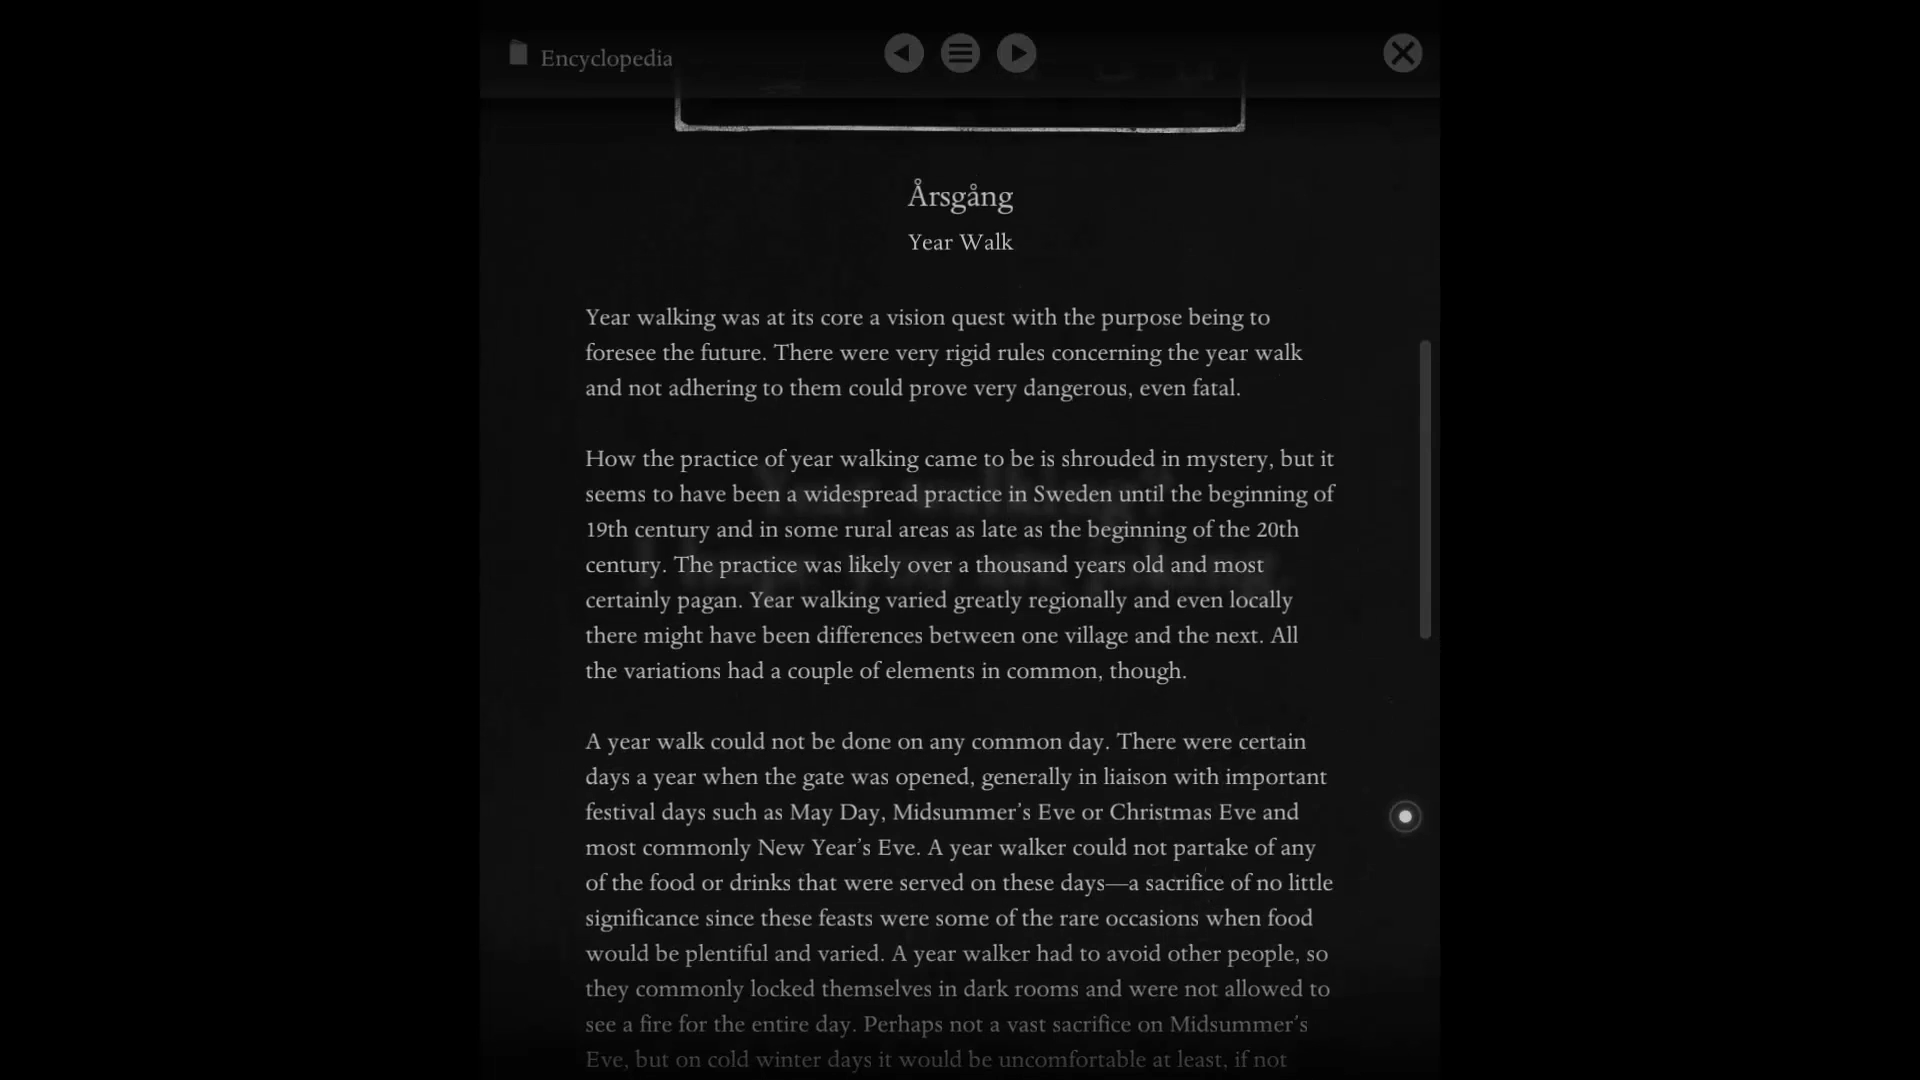 Encyclopedia
Årsgång
Year Walk
Year walking was at its core a vision quest with the purpose being to
foresee the future. There were very rigid rules concerning the year walk
and not adhering to them could prove very dangerous, even fatal.
How the practice of year walking came to be is shrouded in mystery, but it
seems to have been a widespread practice in Sweden until the beginning of
19th century and in some rural areas as late as the beginning of the 20th
century. The practice was likely over a thousand years old and most
certainly pagan. Year walking varied greatly regionally and even locally
there might have been differences between one village and the next. All
the variations had a couple of elements in common, though.
A year walk could not be done on any common day. There were certain
days a year when the gate was opened, generally in liaison with important
festival days such as May Day, Midsummer’s Eve or Christmas Eve and
most commonly New Year’s Eve. A year walker could not partake of any
of the food or drinks that were served on these days—a sacrifice of no little
significance since these feasts were some of the rare occasions when food
would be plentiful and varied. A year walker had to avoid other people, so
they commonly locked themselves in dark rooms and were not allowed to
see a fire for the entire day. Perhaps not a vast sacrifice on Midsummer’s
Eve, but on cold winter days it would be uncomfortable at least, if not